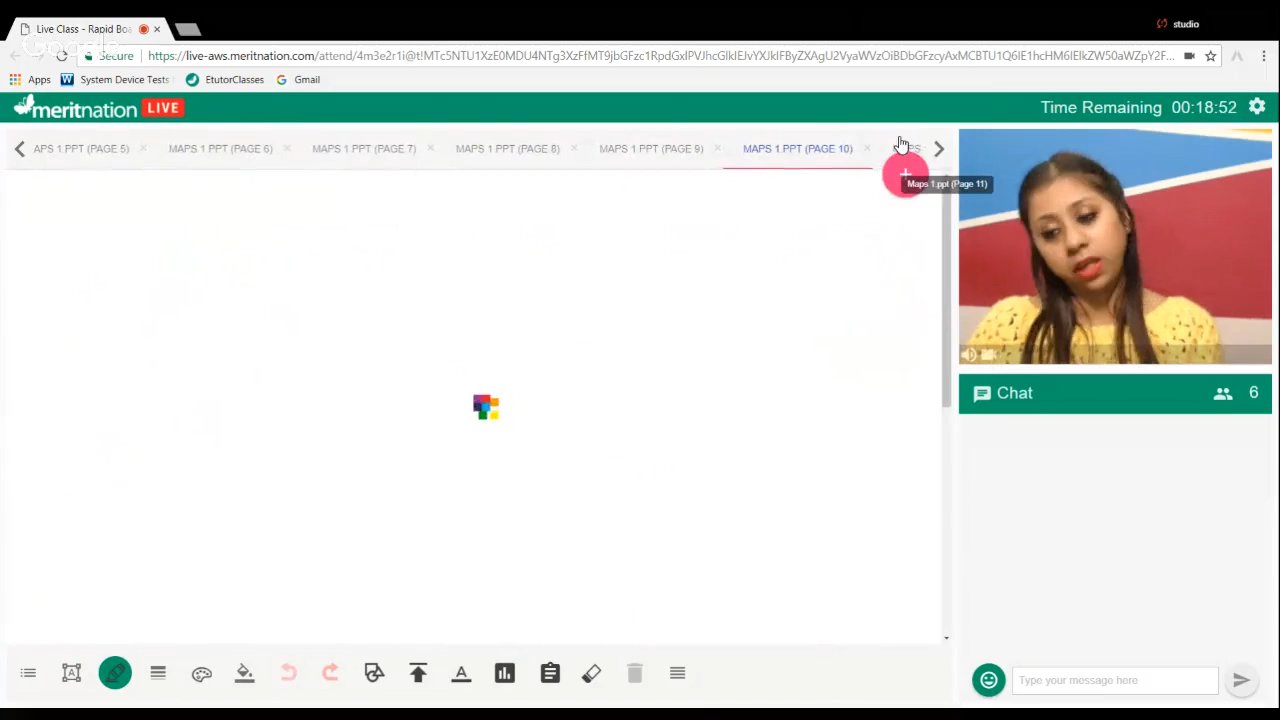 studio
Live Class - Rapid Boa
Google
Secure
https://live-aws.meritnation.com/attend/4m3e2r1i@t!MTc5NTU1XzE0MDU4NTg3XzFfMT9jbGFzc1RpdGxlPVJhcGlkIEJvYXJkIFByZXAgU2VyaWVzOiBDbGFzcyAxMCBTU1Q6IE1hcHM6IElkZW50aWZpY2F...
Apps
System Device Tests
EtutorClasses
Gmail
meritnation LIVE
Time Remaining 00:18:52
APS 1.PPT (PAGE 5)
MAPS 1.PPT (PAGE 6)
MAPS 1.PPT (PAGE 7)
MAPS 1.PPT (PAGE 8)
MAPS 1.PPT (PAGE 9)
MAPS 1.PPT (PAGE 10)
Maps 1.ppt (Page 11)
Chat
6
A
A
Type your message here